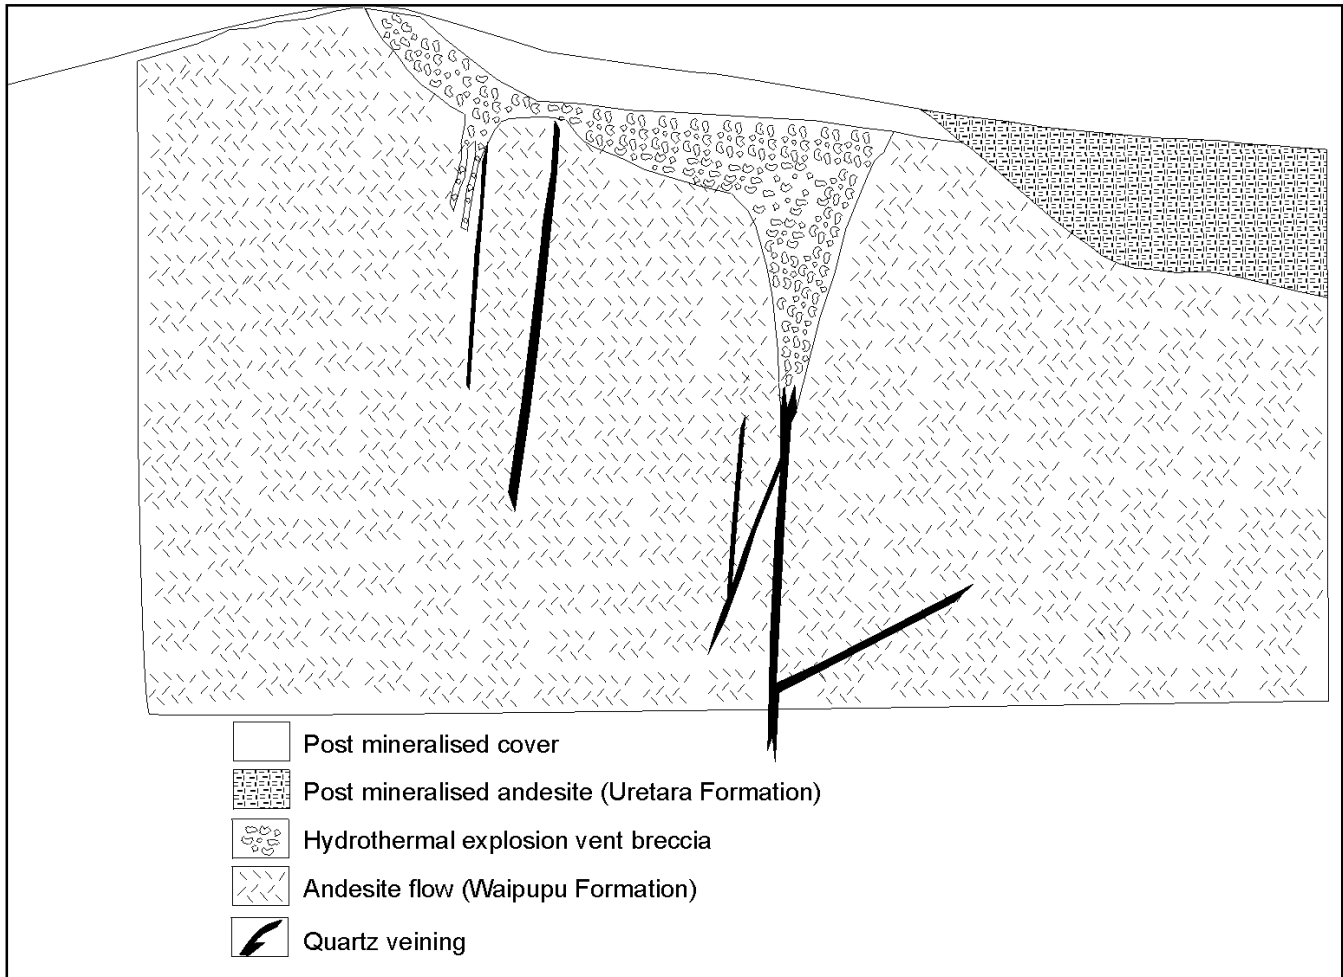 Post mineralised cover
Post mineralised andesite (Uretara Formation)
Hydrothermal explosion vent breccia
Andesite flow (Waipupu Formation)
Quartz veining